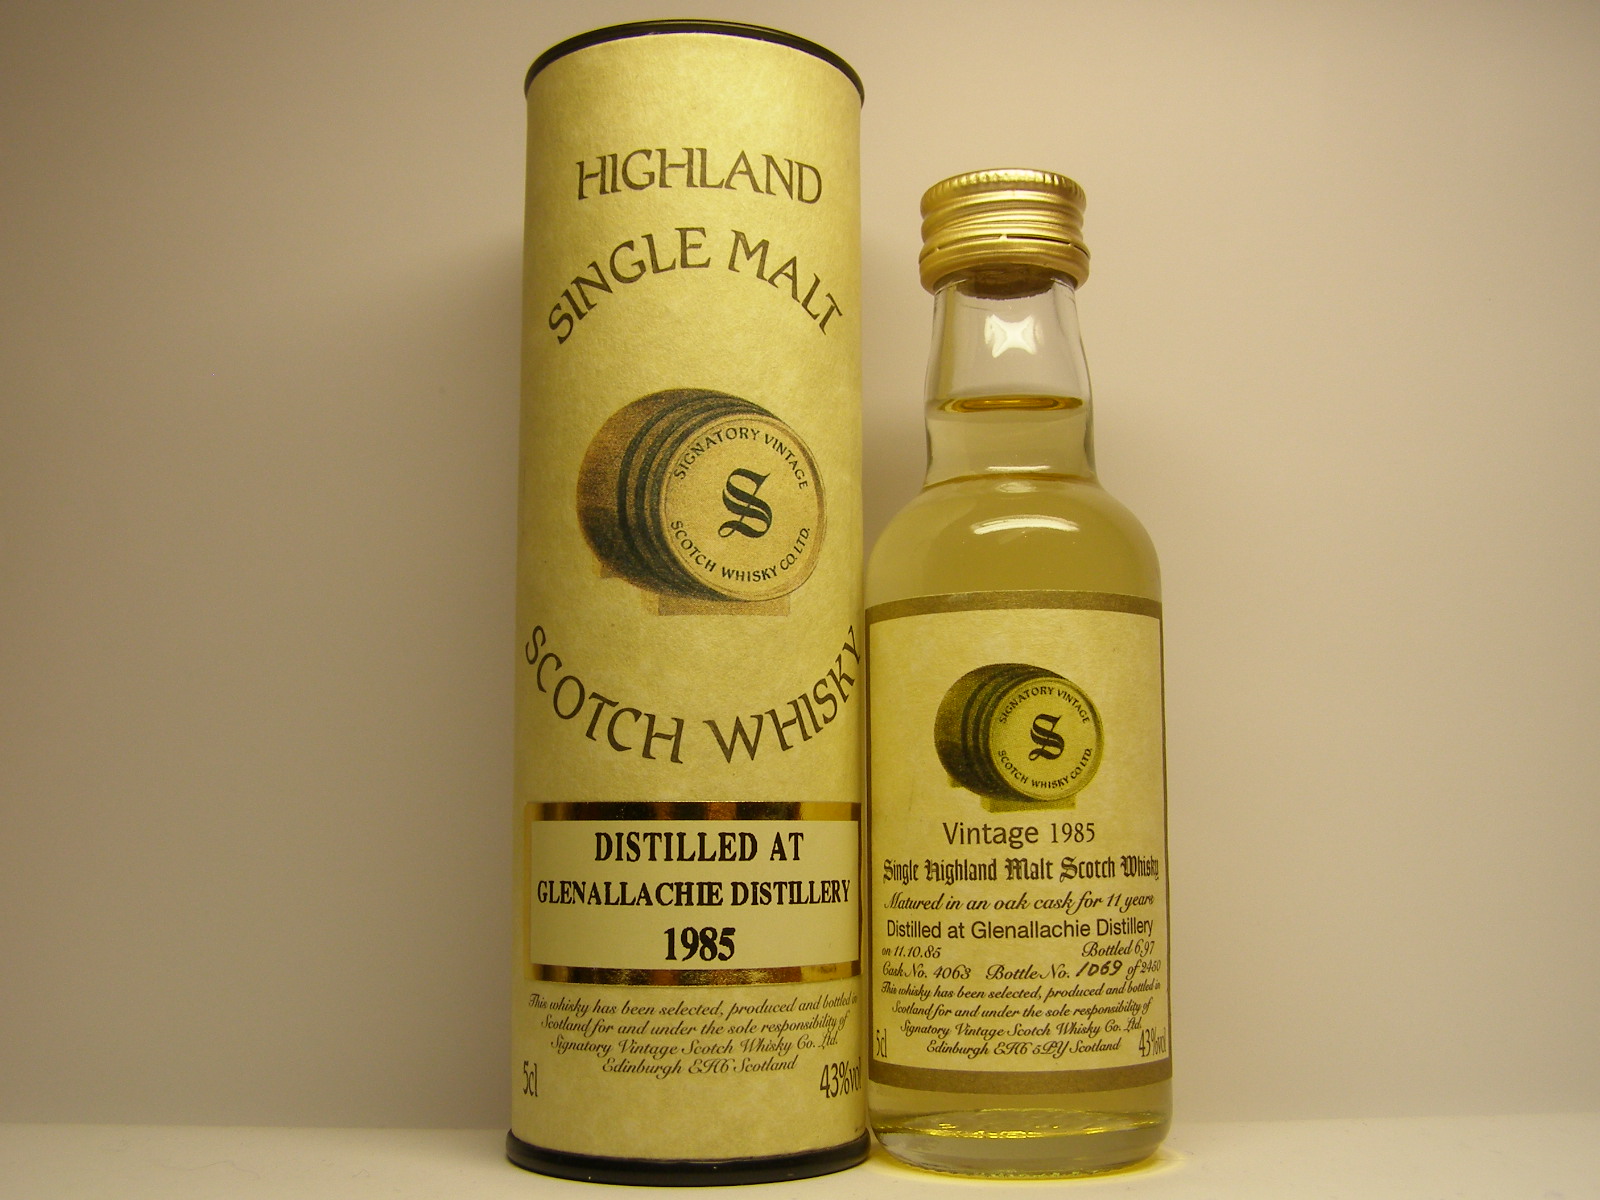 HIGHLAND
SINGLE MALT
SIGNATORY VINTAGE
S
SCOTCH WHISKY CO. LTD.
SCOTCH WHISKY
DISTILLED AT
GLENALLACHIE DISTILLERY
1985
This whisky has been selected, produced and bottled in
Scotland for and under the sole responsibility of
Signatory Vintage Scotch Whisky Co. Ltd.
Edinburgh EH6 Scotland
5cl 43%vol
SIGNATORY VINTAGE
S
SCOTCH WHISKY CO. LTD.
Vintage 1985
Single Highland Malt Scotch Whisky
Matured in an oak cask for 11 years
Distilled at Glenallachie Distillery
on 11.10.85 Bottled 6.97
Cask No. 4063 Bottle No. 1069 of 2450
This whisky has been selected, produced and bottled in
Scotland for and under the sole responsibility of
Signatory Vintage Scotch Whisky Co. Ltd.
Edinburgh EH6 5PY Scotland
5cl 43%vol